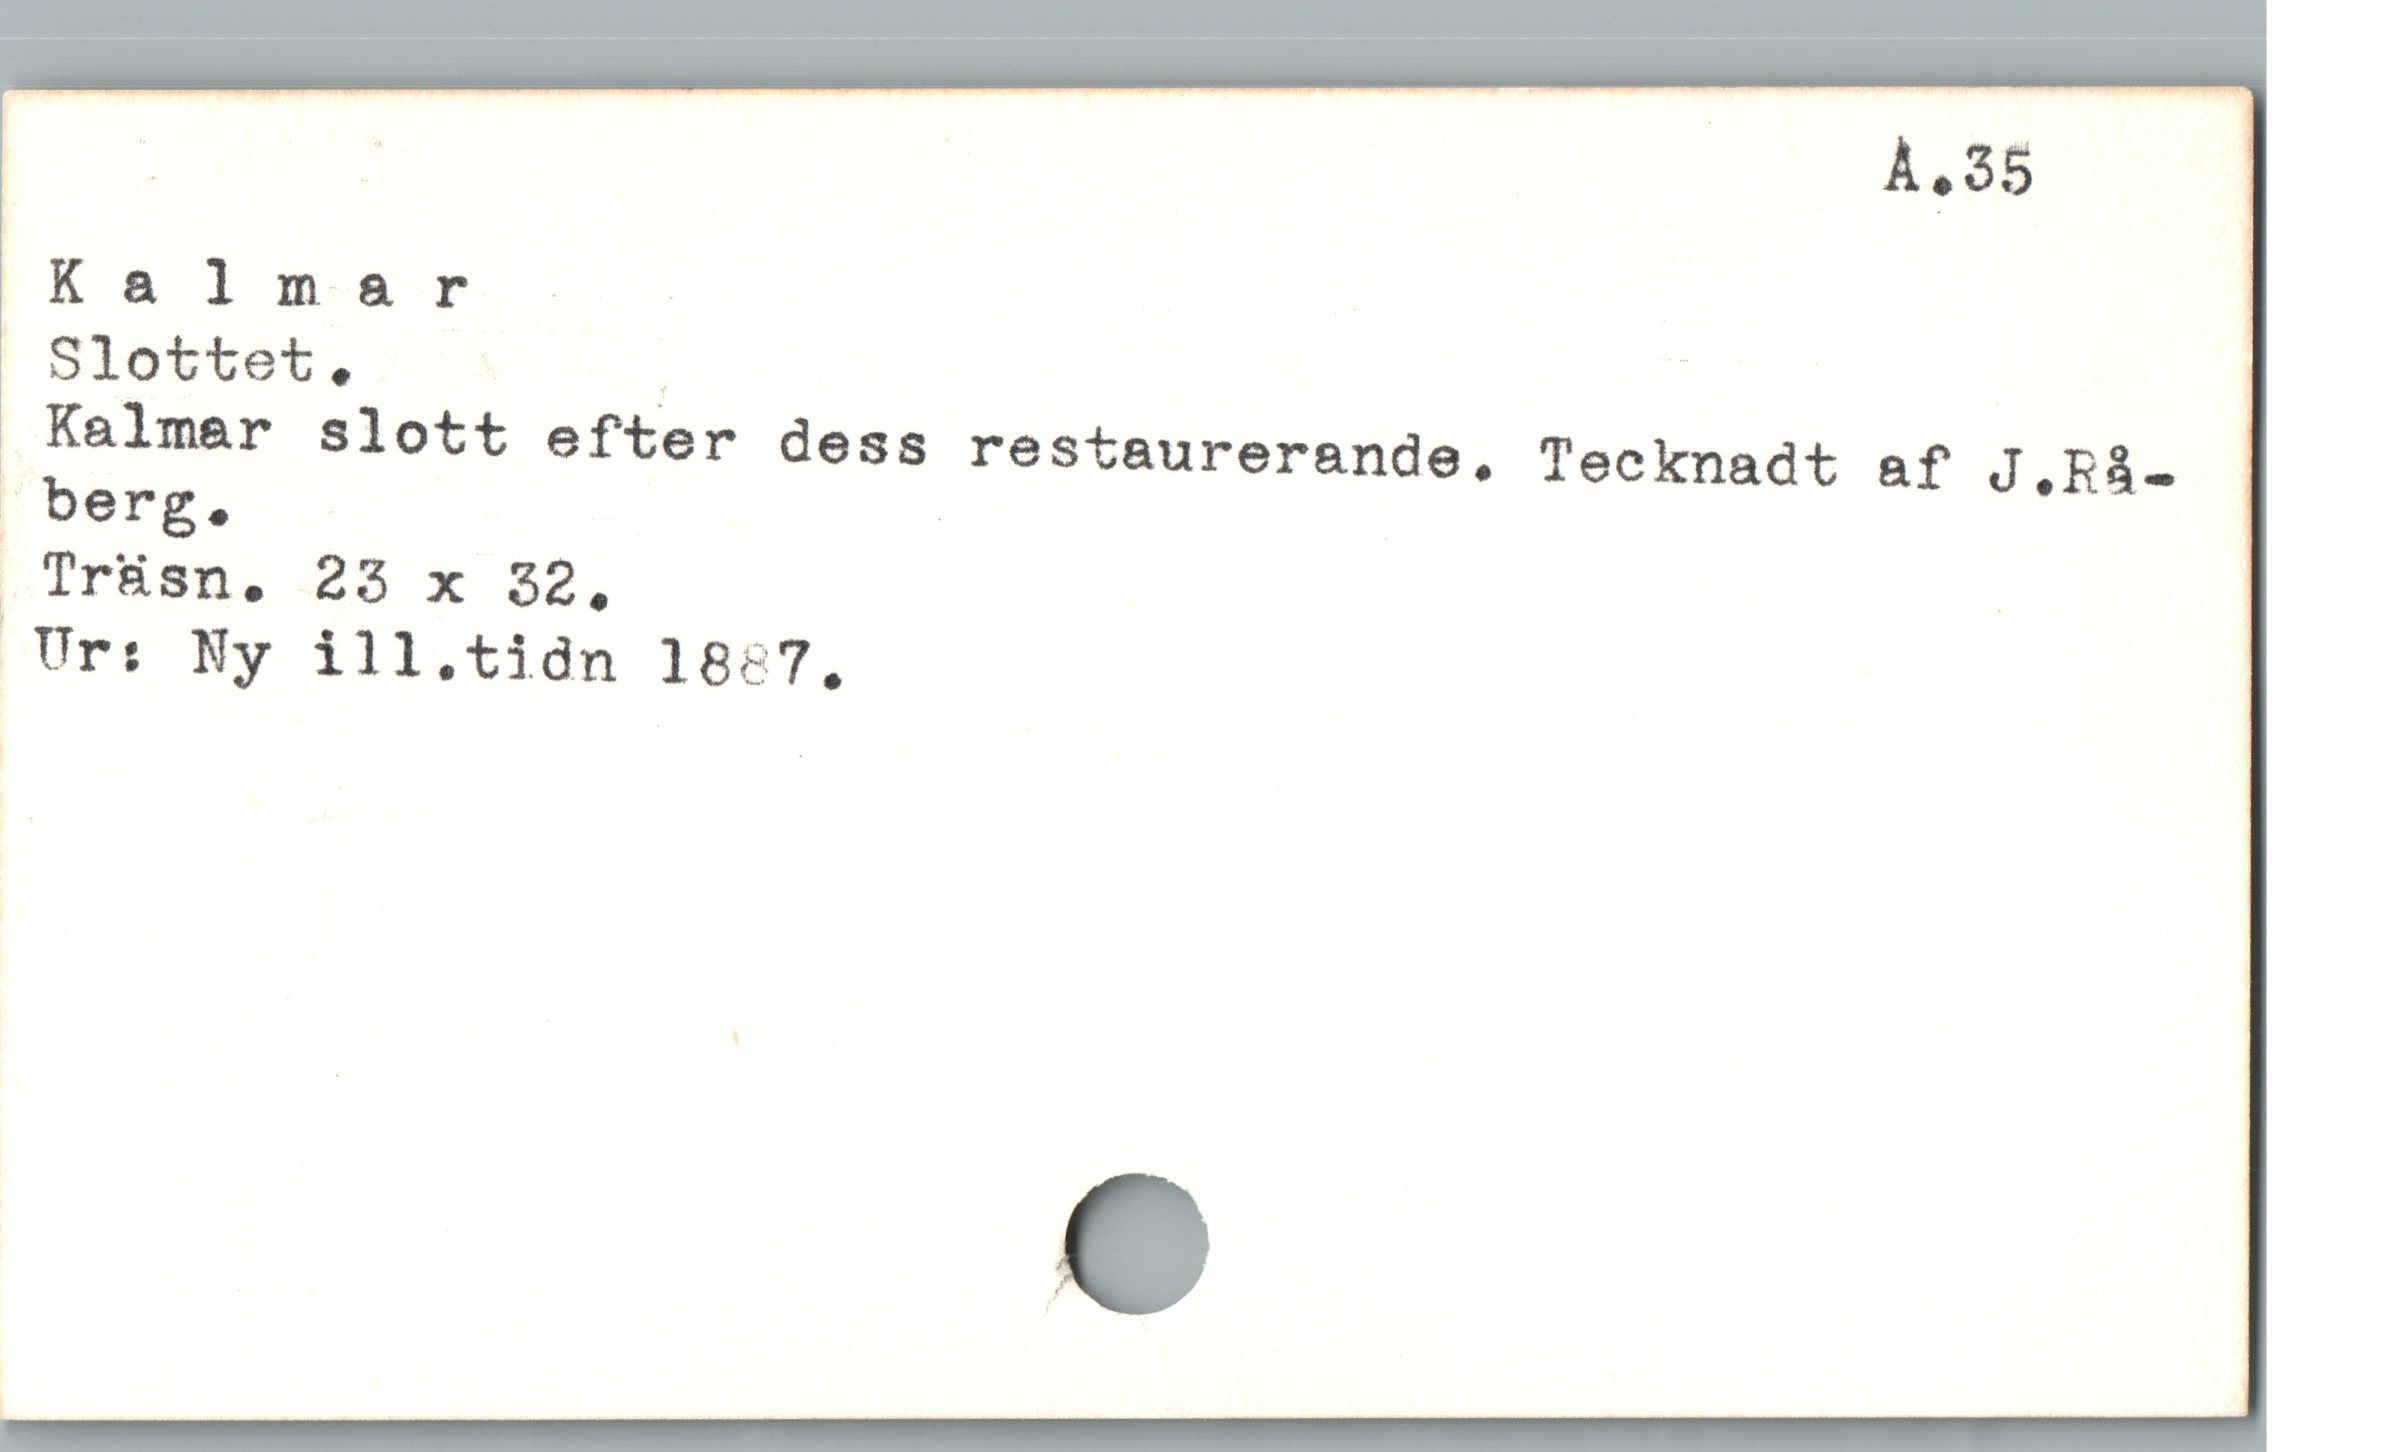 A.35
K a l m a r
Slottet.
Kalmar slott efter dess restaurerande. Tecknadt af J.Rå-
berg.
Träsn. 23 x 32.
Ur: Ny ill.tidn 1887.